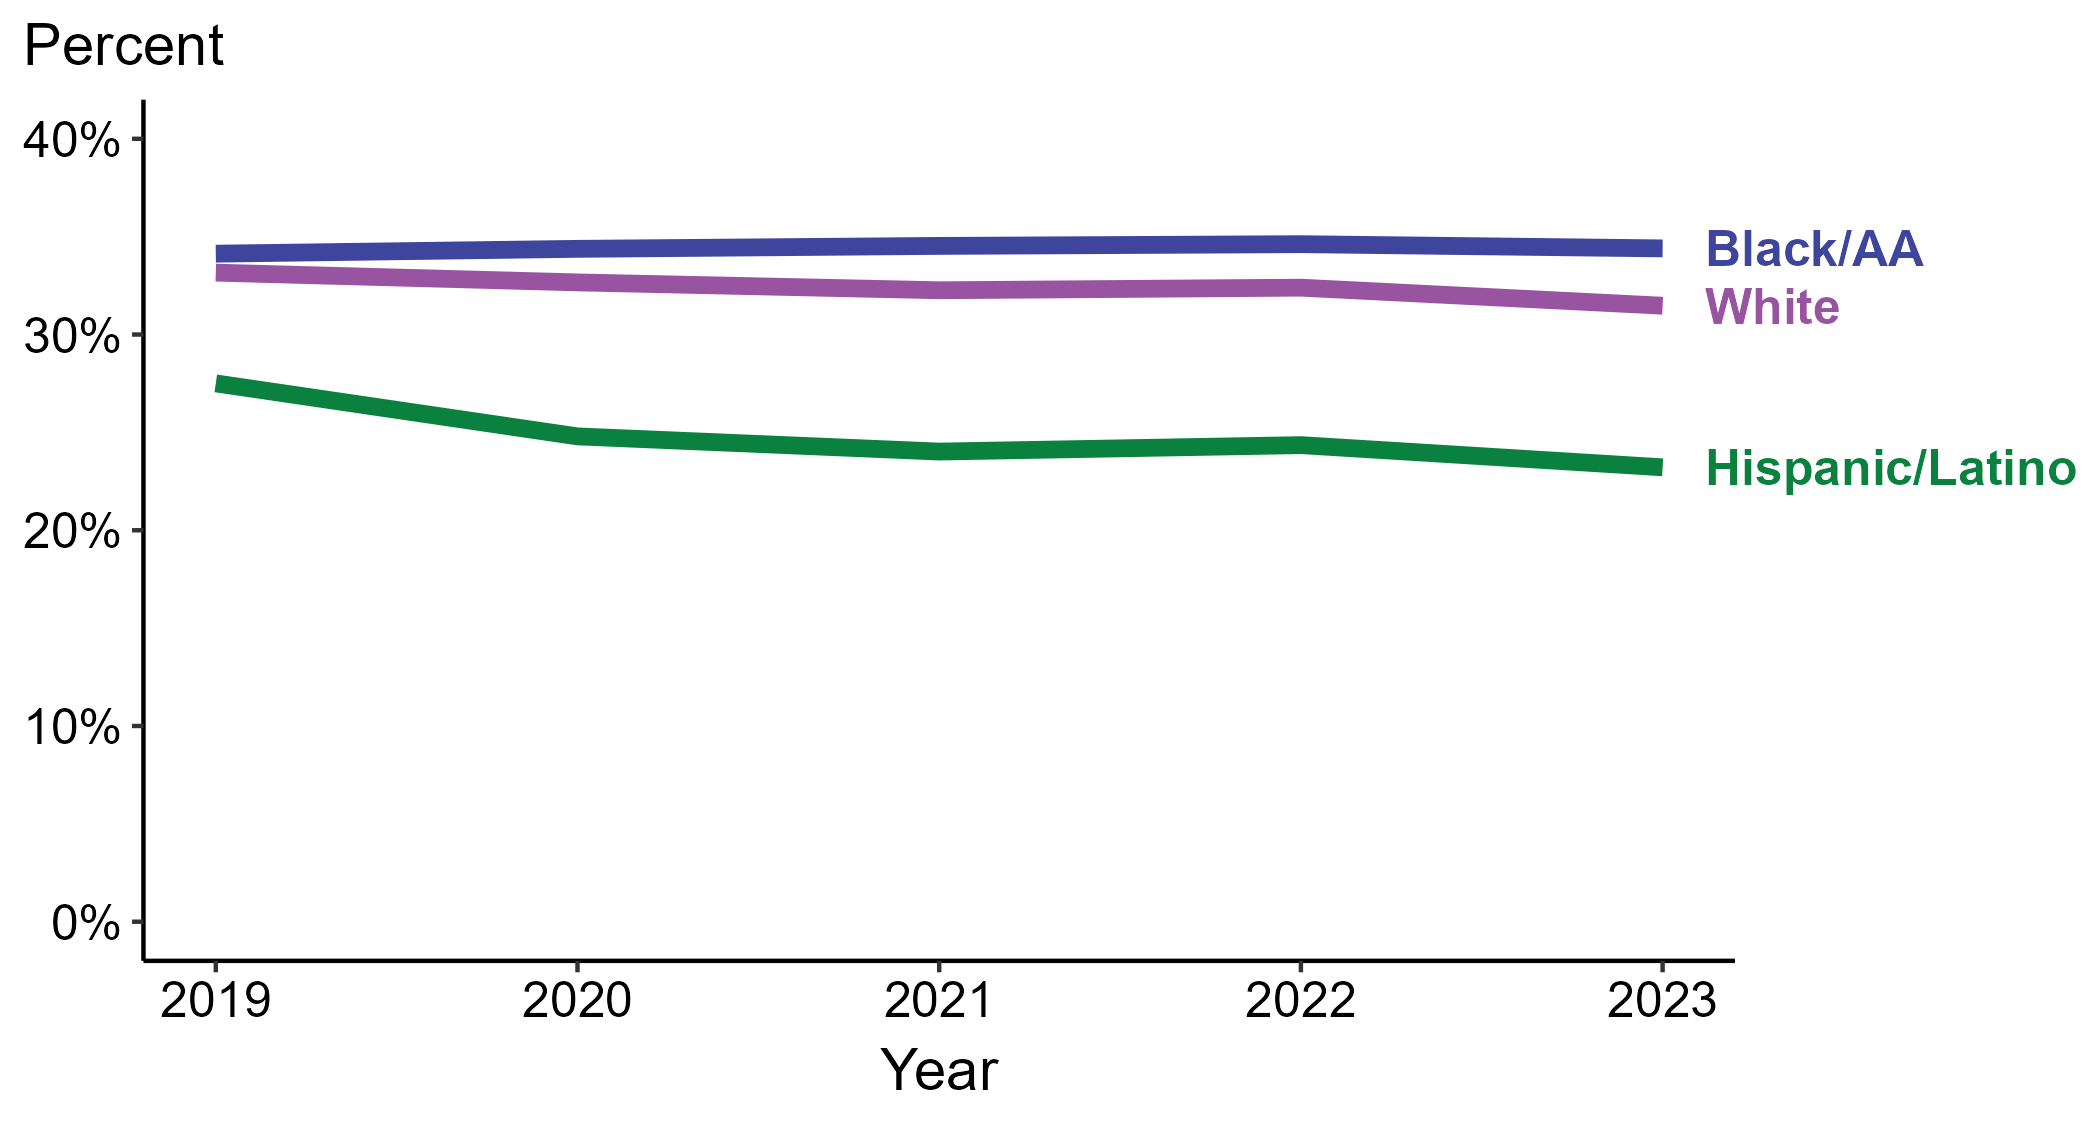 Percent
40%
30%
20%
10%
0%
Black/AA
White
Hispanic/Latino
2019 2020 2021 2022 2023
Year